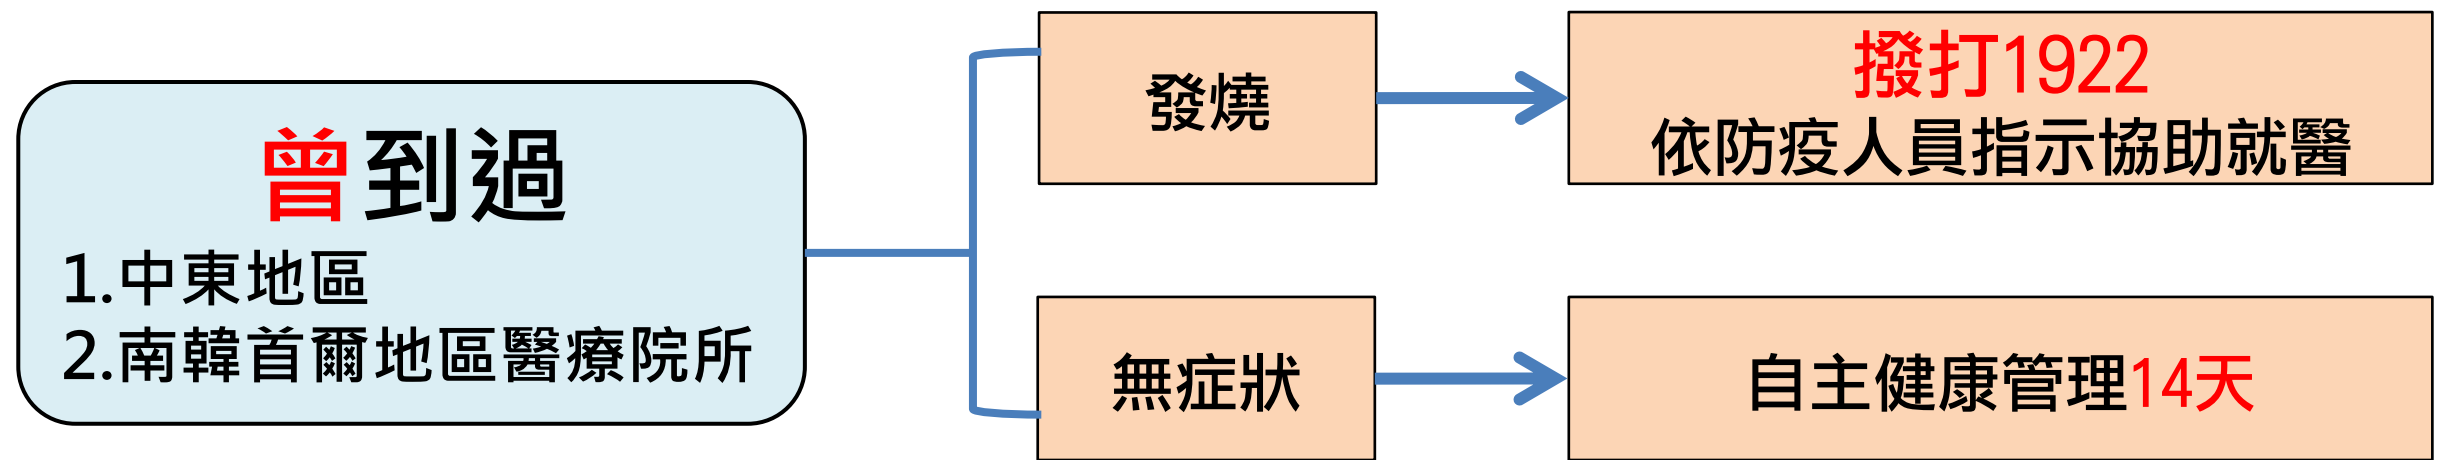 曾到過
1.中東地區
2.南韓首爾地區醫療院所
發燒
撥打1922
依防疫人員指示協助就醫
無症狀
自主健康管理14天